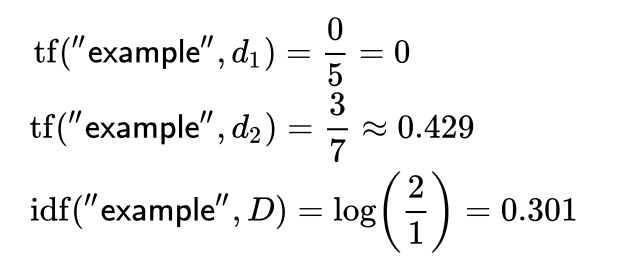 tf("example", d₁) = 0/5 = 0
tf("example", d₂) = 3/7 ≈ 0.429
idf("example", D) = log(2/1) = 0.301